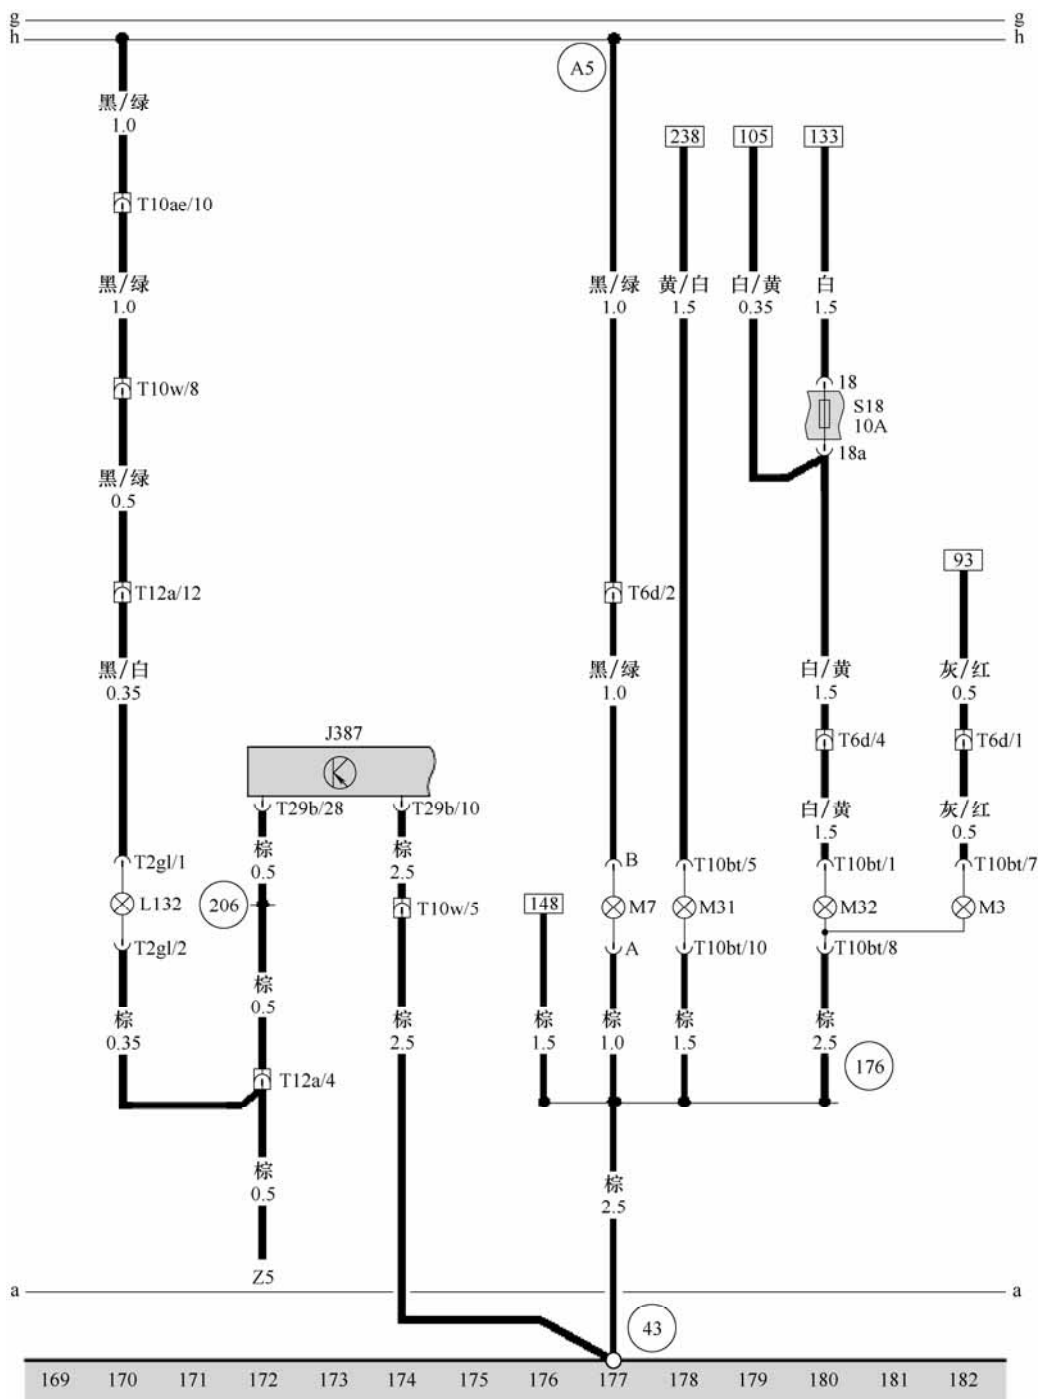 g
g
h
h
A5
黑/绿
1.0
238
105
133
T10ae/10
黑/绿
1.0
黑/绿
1.0
黄/白
1.5
白/黄
0.35
白
1.5
T10w/8
18
S18
10A
18a
黑/绿
0.5
93
T12a/12
T6d/2
黑/白
0.35
黑/绿
1.0
白/黄
1.5
灰/红
0.5
J387
T6d/4
T6d/1
T29b/28
T29b/10
白/黄
1.5
灰/红
0.5
棕
0.5
棕
2.5
T2gl/1
B
T10bt/5
T10bt/1
T10bt/7
L132
206
T10w/5
148
M7
M31
M32
M3
T2gl/2
A
T10bt/10
T10bt/8
棕
0.35
棕
0.5
棕
2.5
棕
1.5
棕
1.0
棕
1.5
棕
2.5
176
T12a/4
棕
0.5
棕
2.5
Z5
a
a
43
169 170 171 172 173 174 175 176 177 178 179 180 181 182